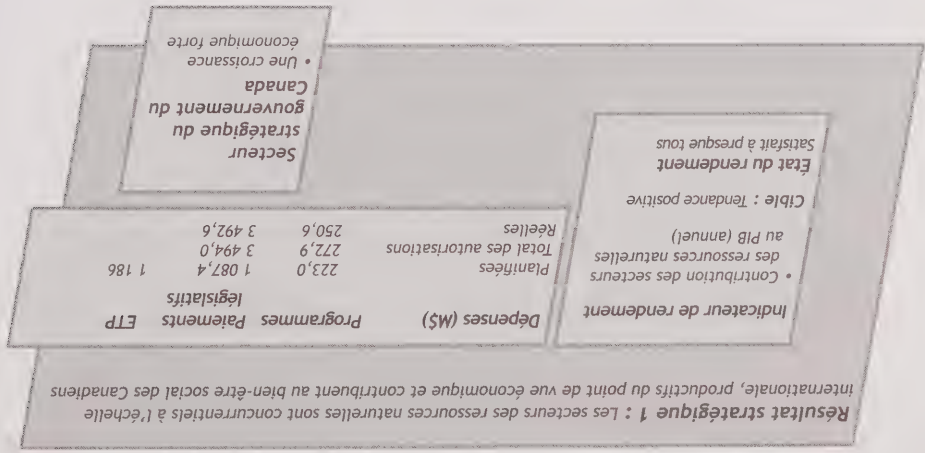 Résultat stratégique 1 : Les secteurs des ressources naturelles sont concurrentiels à l'échelle
internationale, productifs du point de vue économique et contribuent au bien-être social des Canadiens
Indicateur de rendement
• Contribution des secteurs
des ressources naturelles
au PIB (annuel)
Cible : Tendance positive
État du rendement
Satisfait à presque tous
Dépenses (M$) Programmes Paiements législatifs ETP
Planifiées 223,0 1 087,4 1 186
Total des autorisations 272,9 3 494,0
Réelles 250,6 3 492,6
Secteur
stratégique du
gouvernement du
Canada
• Une croissance
économique forte